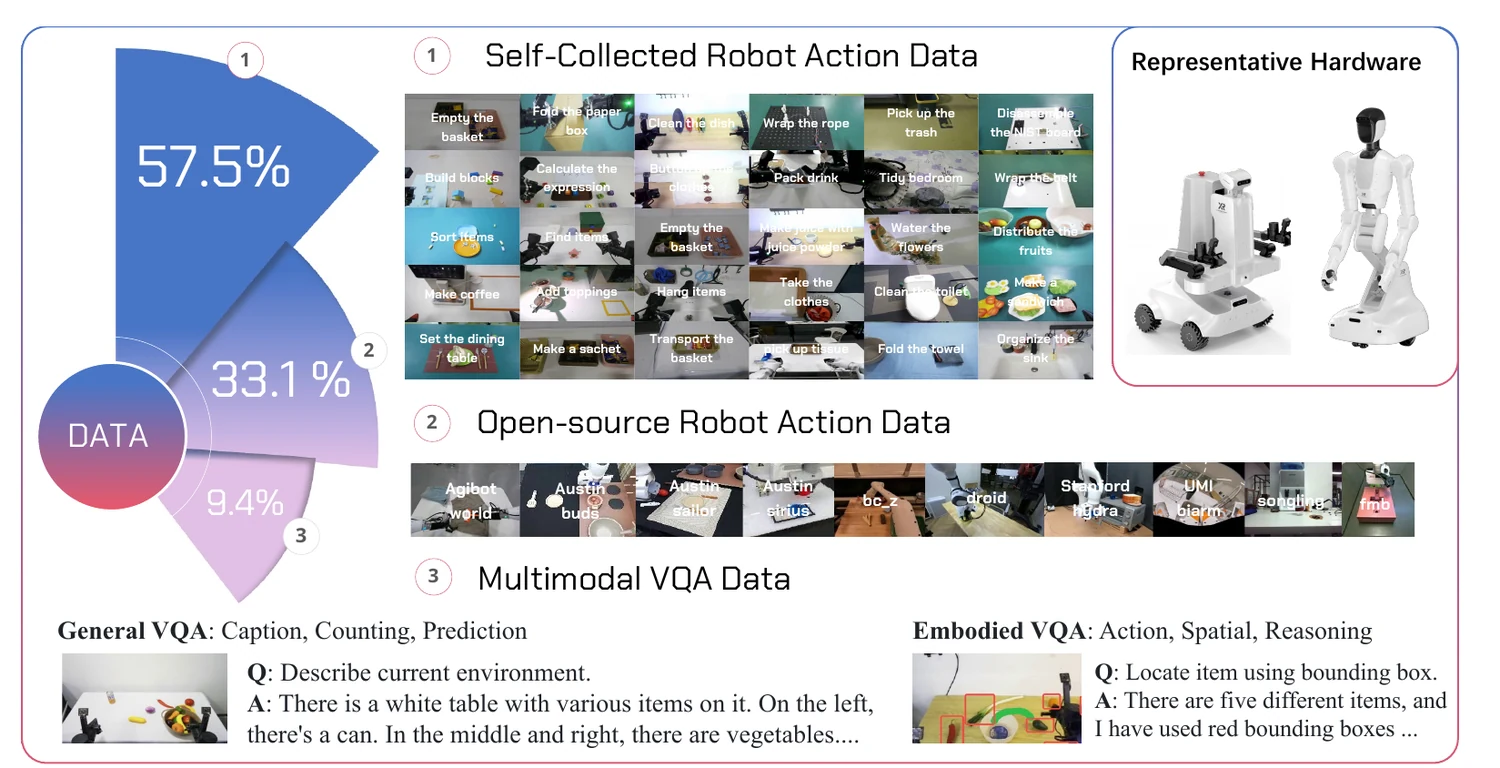 1
57.5%
2
33.1 %
DATA
9.4%
3
1
Self-Collected Robot Action Data
Empty the
basket
Fold the paper
box
Clean the dish
Wrap the rope
Pick up the
trash
Disassemble
the NIST board
Build blocks
Calculate the
expression
clothes
Pack drink
Tidy bedroom
Wrap the belt
Sort items
Find items
Empty the
basket
Make juice with
juice powder
Water the
flowers
Distribute the
fruits
Make coffee
Add toppings
Hang items
Take the
clothes
Clean the toilet
Make a
sandwich
Set the dining
table
Make a sachet
Transport the
basket
pick up tissue
Fold the towel
Organize the
sink
Representative Hardware
2
Open-source Robot Action Data
Agibot
world
Austin
buds
Austin
sailor
Austin
sirius
bc_z
droid
Stanford
hydra
UMI
biarm
songling
fmb
3
Multimodal VQA Data
General VQA: Caption, Counting, Prediction
Q: Describe current environment.
A: There is a white table with various items on it. On the left,
there's a can. In the middle and right, there are vegetables....
Embodied VQA: Action, Spatial, Reasoning
Q: Locate item using bounding box.
A: There are five different items, and
I have used red bounding boxes ...